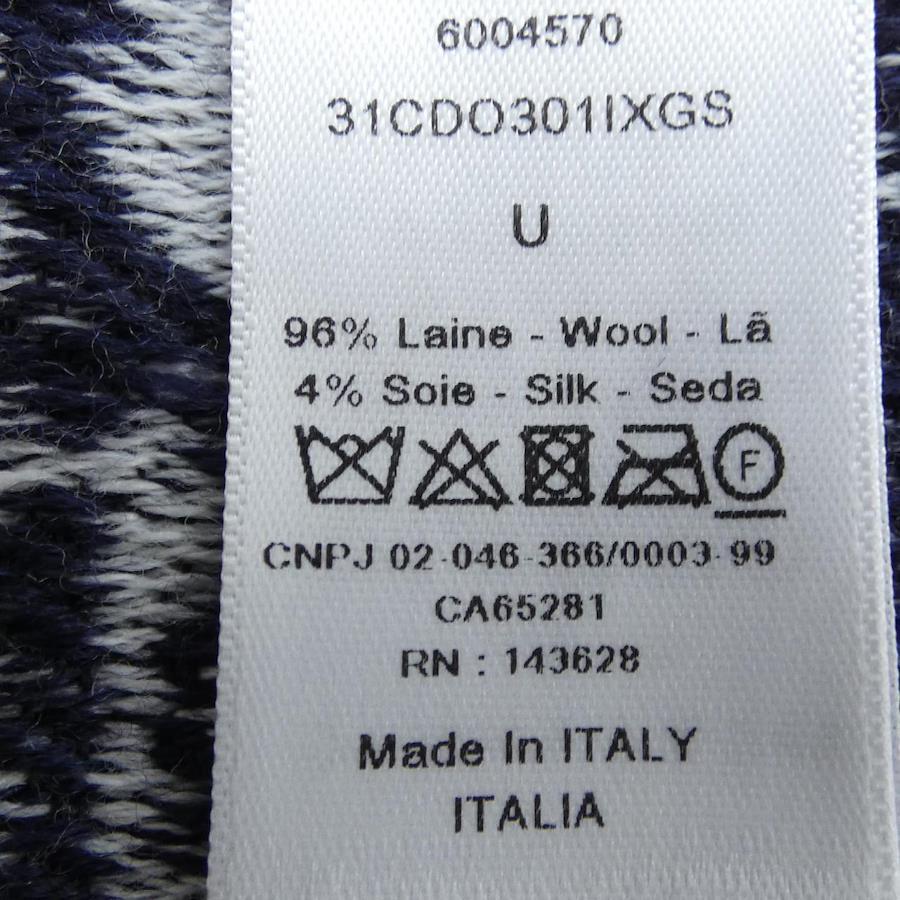 6004570
31CDO301IXGS
U
96% Laine - Wool - Lã
4% Soie - Silk - Seda
F
CNPJ 02-046-366/0003-99
CA65281
RN : 143628
Made In ITALY
ITALIA